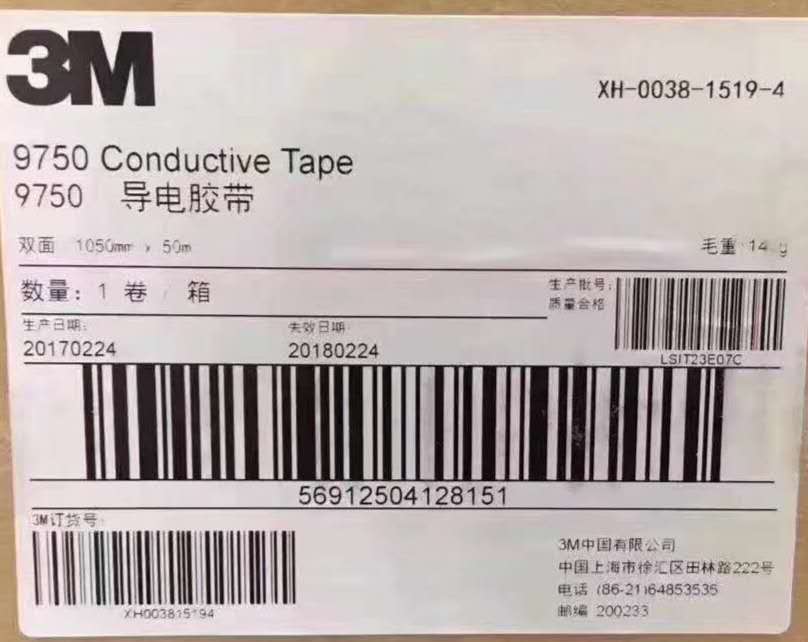 3M
XH-0038-1519-4
9750 Conductive Tape
9750 导电胶带
双面 1050mm × 50m
毛重
数量: 1 卷 / 箱
生产批号:
质量合格
LSIT23E07C
生产日期: 失效日期:
20170224 20180224
56912504128151
3M订货号:
XH003815194
3M中国有限公司
中国上海市徐汇区田林路222号
电话 (86-21)64853535
邮编 200233